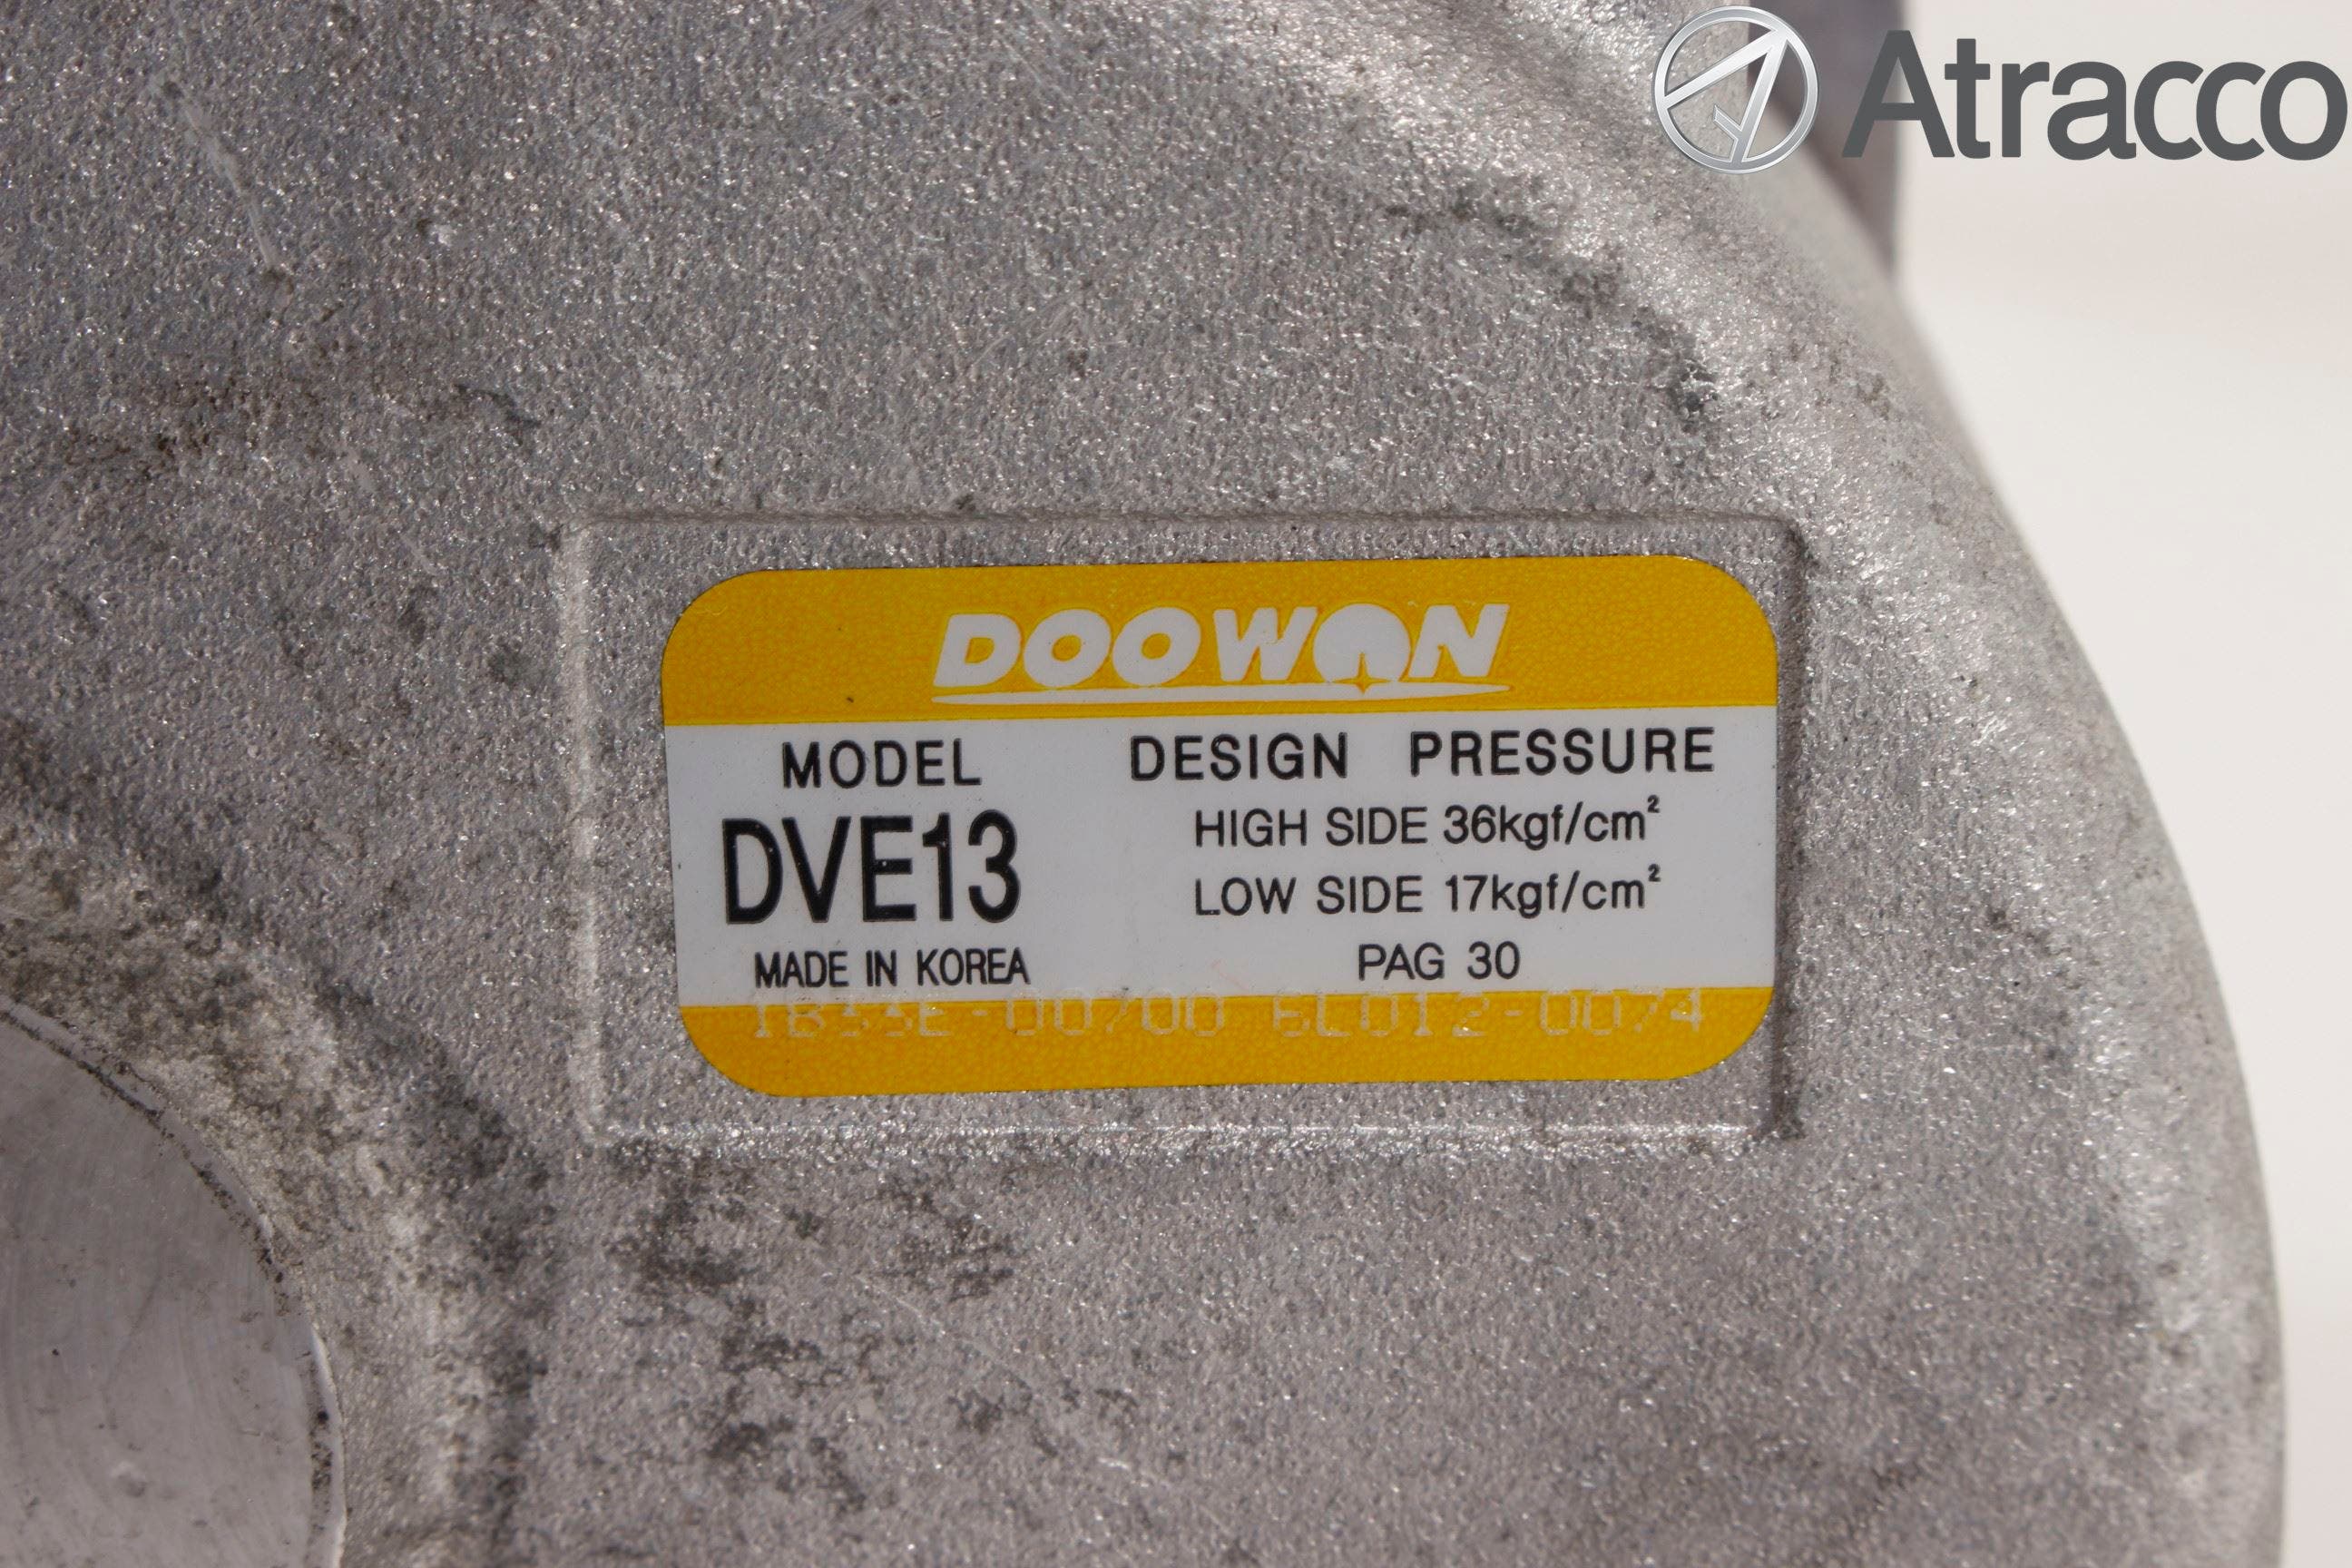 Atracco
DOOWON
MODEL
DVE13
MADE IN KOREA
DESIGN PRESSURE
HIGH SIDE 36kgf/cm²
LOW SIDE 17kgf/cm²
PAG 30